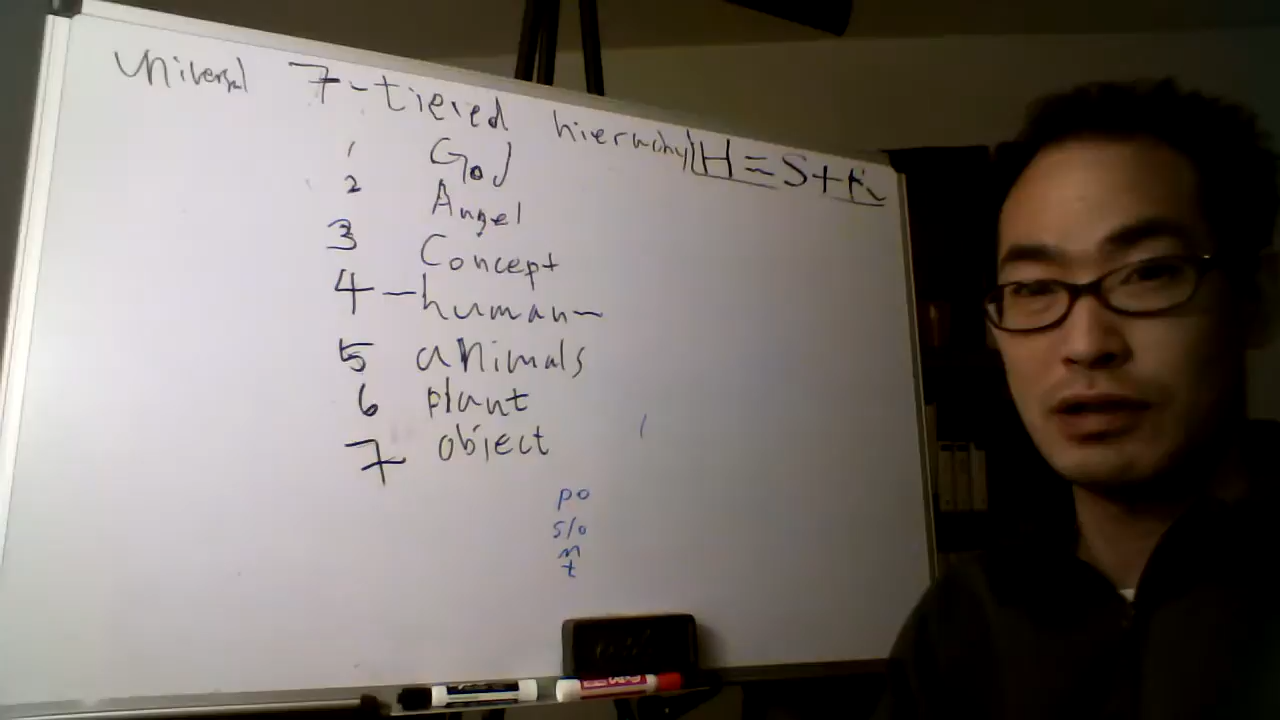 Universal 7-tiered hierarchy H=S+K
1 God
2 Angel
3 Concept
4 - human
5 animals
6 plant
7 object
po
s/o
m
t